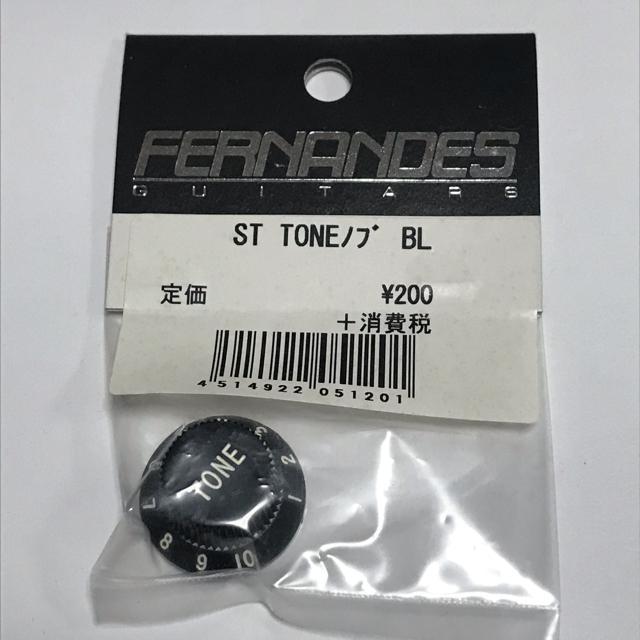 FERNANDES
GUITARS
ST TONEﾉﾌﾞ BL
定価 ¥200
+消費税
4514922 051201
TONE
3
2
1
10
9
8
7